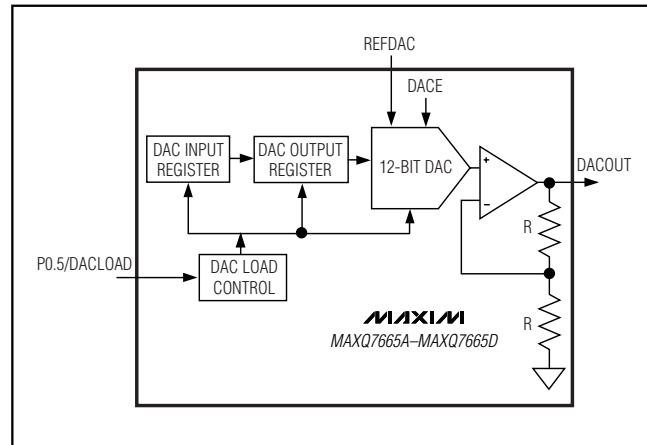 REFDAC
DACE
DAC INPUT
REGISTER
DAC OUTPUT
REGISTER
12-BIT DAC
+
−
DACOUT
R
P0.5/DACLOAD
DAC LOAD
CONTROL
R
MAXIM
MAXQ7665A–MAXQ7665D